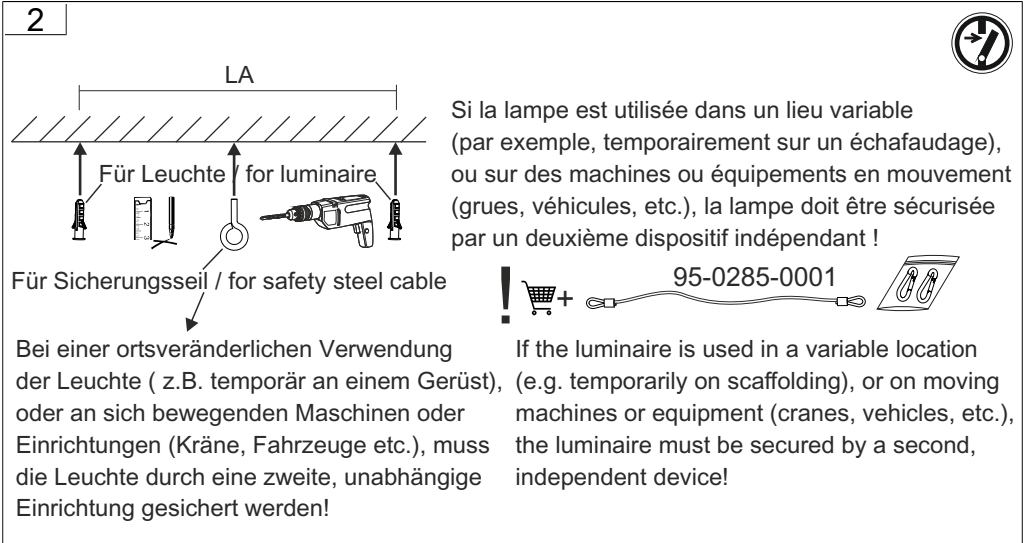 2
LA
Für Leuchte / for luminaire
Für Sicherungsseil / for safety steel cable
Si la lampe est utilisée dans un lieu variable
(par exemple, temporairement sur un échafaudage),
ou sur des machines ou équipements en mouvement
(grues, véhicules, etc.), la lampe doit être sécurisée
par un deuxième dispositif indépendant !
! + 95-0285-0001
Bei einer ortsveränderlichen Verwendung
der Leuchte ( z.B. temporär an einem Gerüst),
oder an sich bewegenden Maschinen oder
Einrichtungen (Kräne, Fahrzeuge etc.), muss
die Leuchte durch eine zweite, unabhängige
Einrichtung gesichert werden!
If the luminaire is used in a variable location
(e.g. temporarily on scaffolding), or on moving
machines or equipment (cranes, vehicles, etc.),
the luminaire must be secured by a second,
independent device!